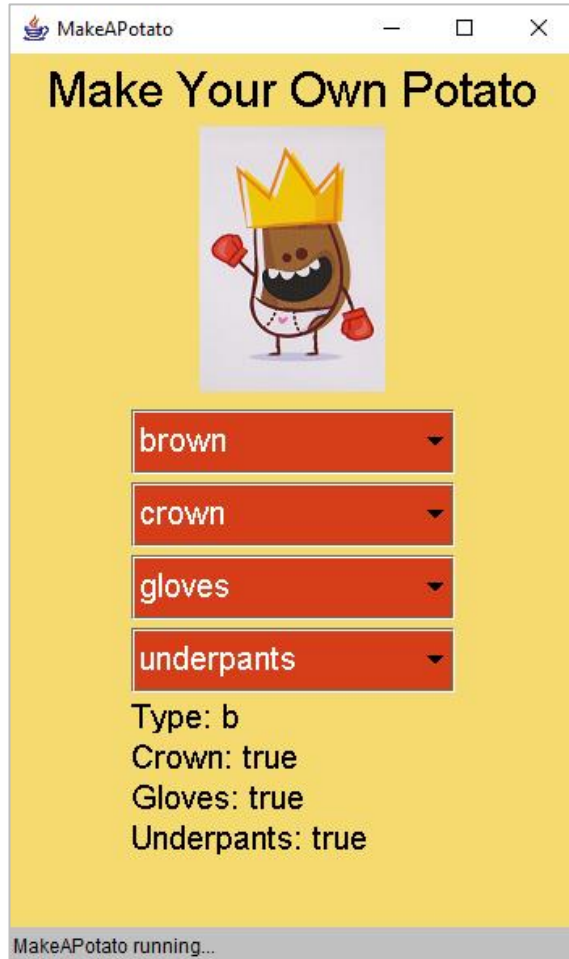 MakeAPotato
Make Your Own Potato
brown
crown
gloves
underpants
Type: b
Crown: true
Gloves: true
Underpants: true
MakeAPotato running...